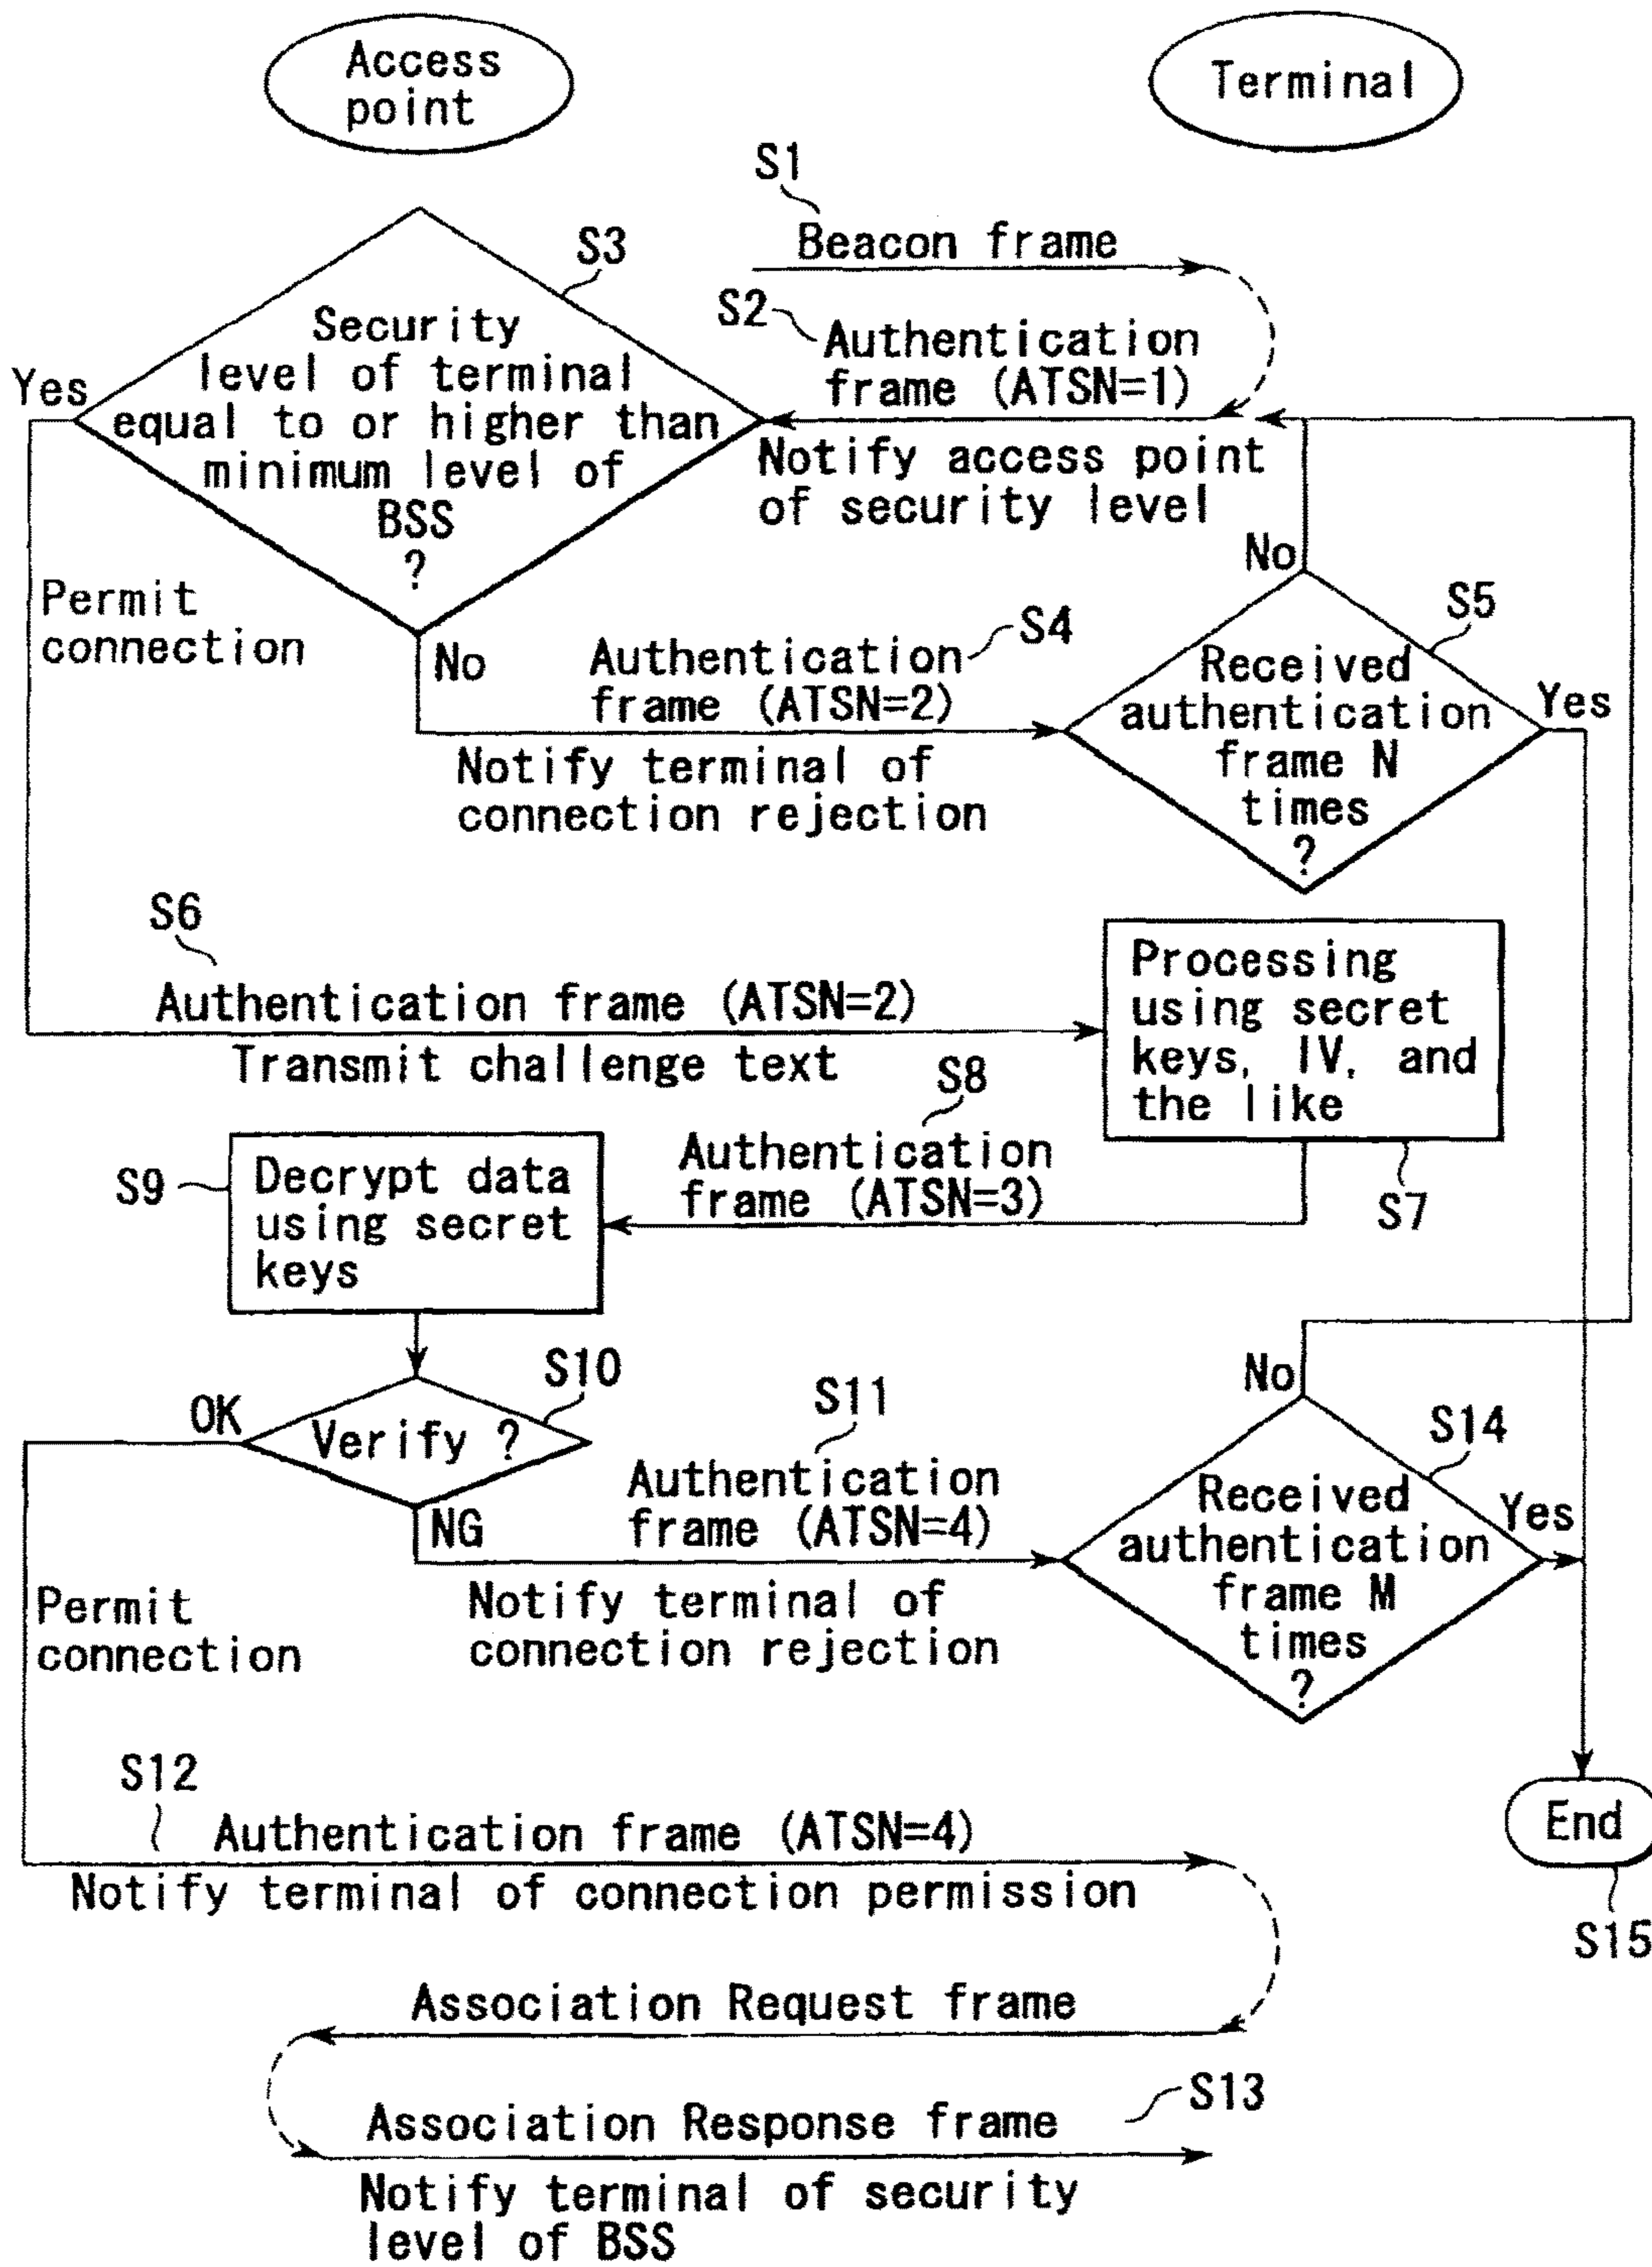 Access
point
Terminal
S1
Beacon frame
S2
Authentication
frame (ATSN=1)
Notify access point
of security level
S3
Security
level of terminal
equal to or higher than
minimum level of
BSS
?
Yes
Permit
connection
No
Authentication
frame (ATSN=2)
S4
Notify terminal of
connection rejection
No
S5
Received
authentication
frame N
times
?
Yes
S6
Authentication frame (ATSN=2)
Transmit challenge text
Processing
using secret
keys, IV, and
the like
S7
S8
Authentication
frame (ATSN=3)
S9
Decrypt data
using secret
keys
S10
Verify ?
OK
Permit
connection
NG
S11
Authentication
frame (ATSN=4)
Notify terminal of
connection rejection
No
S14
Received
authentication
frame M
times
?
Yes
S12
Authentication frame (ATSN=4)
Notify terminal of connection permission
End
S15
Association Request frame
S13
Association Response frame
Notify terminal of security
level of BSS